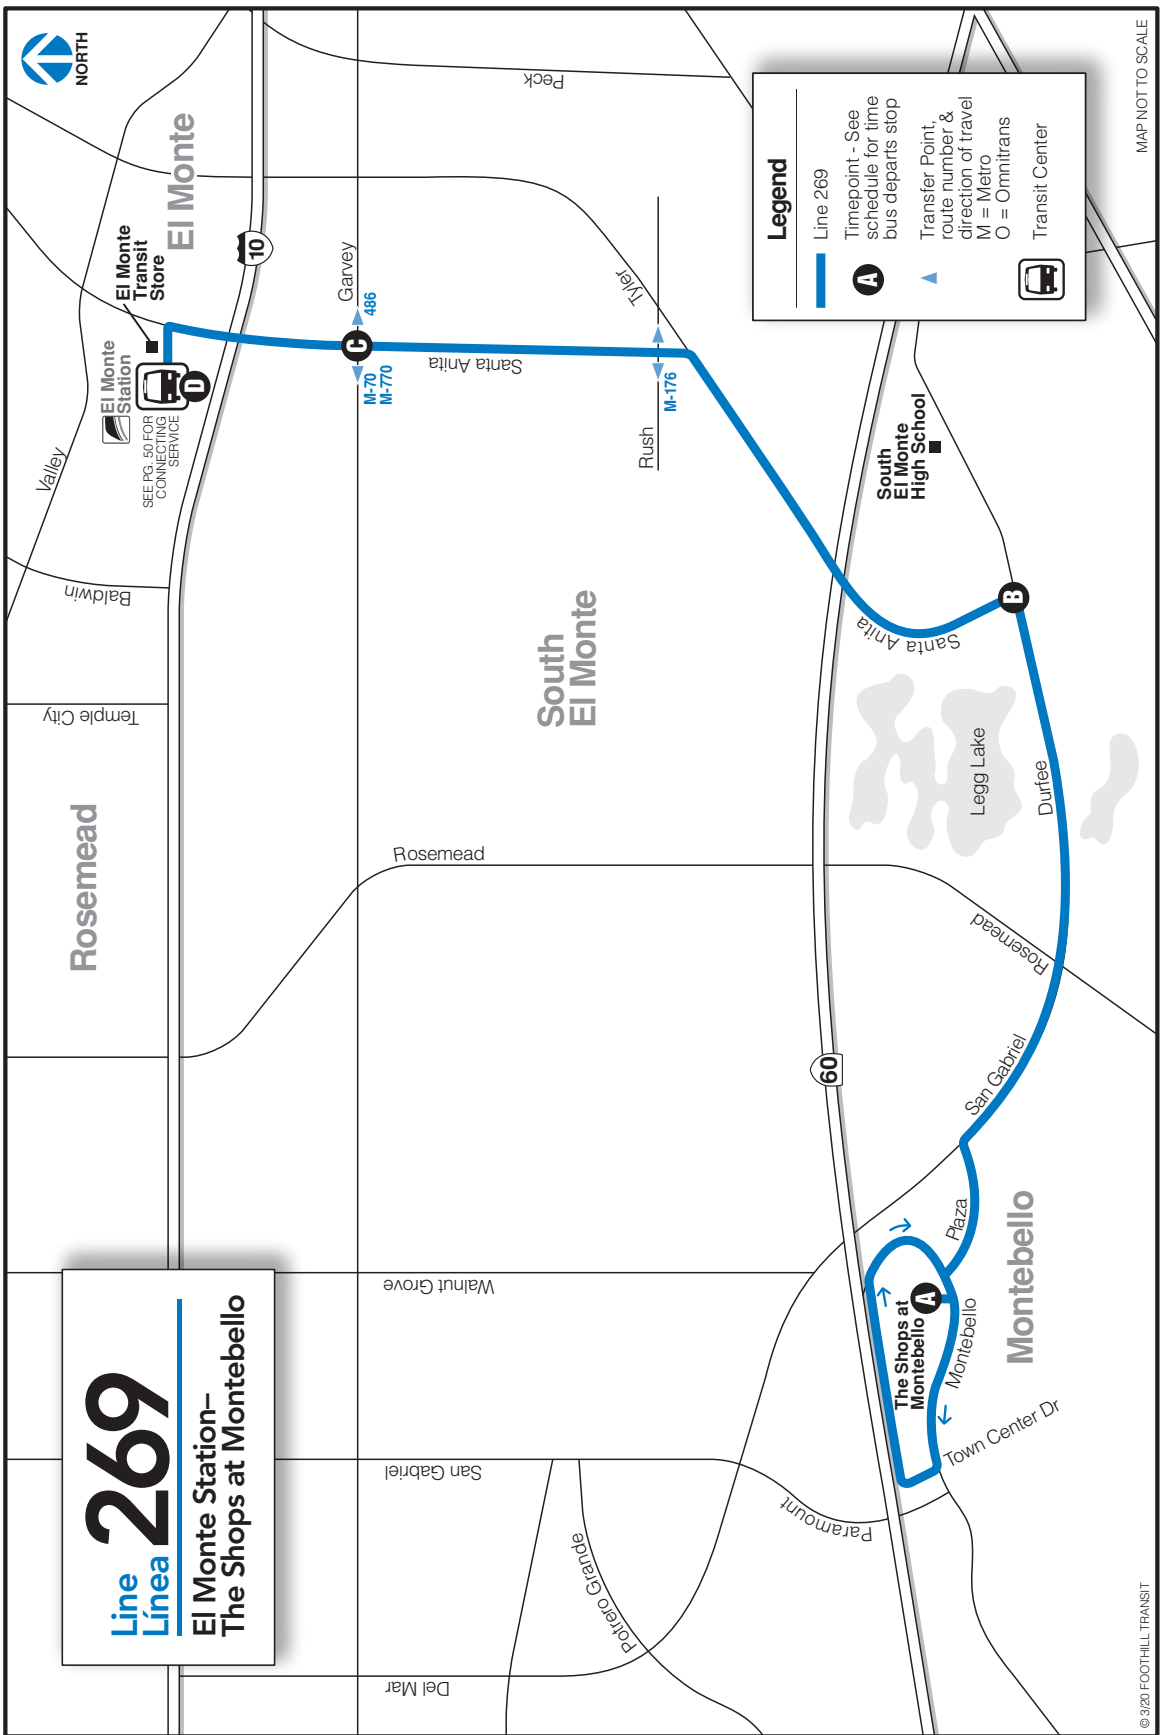 Line
Línea
269
El Monte Station–
The Shops at Montebello
NORTH
Rosemead
El Monte
South
El Monte
Montebello
Valley
Baldwin
Temple City
El Monte
Station
SEE PG. 50 FOR
CONNECTING
SERVICE
D
El Monte
Transit
Store
10
Garvey
486
C
M-70
M-770
Santa Anita
Peck
Tyler
Rush
M-176
Rosemead
Walnut Grove
San Gabriel
Del Mar
Potrero Grande
Paramount
60
South
El Monte
High School
Santa Anita
B
Legg Lake
Durfee
Rosemead
San Gabriel
Plaza
The Shops at
Montebello
A
Montebello
Town Center Dr
Legend
Line 269
A
Timepoint - See
schedule for time
bus departs stop
Transfer Point,
route number &
direction of travel
M = Metro
O = Omnitrans
Transit Center
MAP NOT TO SCALE
© 3/20 FOOTHILL TRANSIT